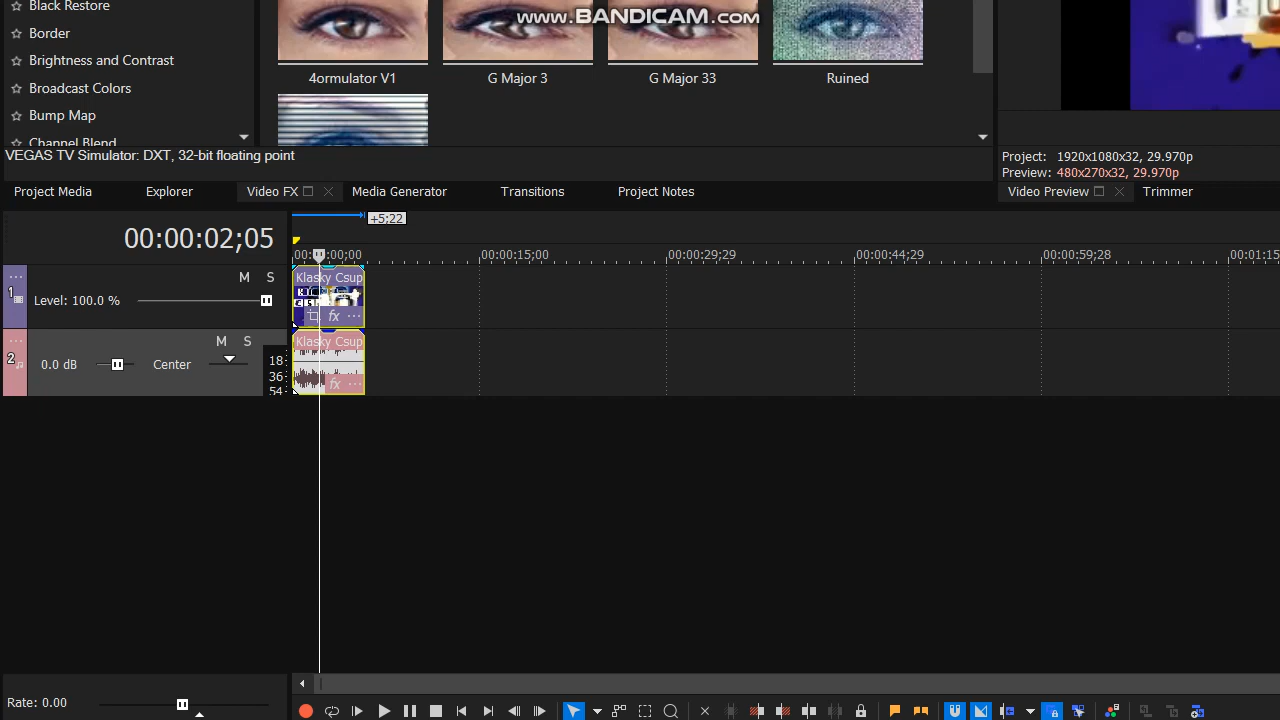 Black Restore
www.BANDICAM.com
Border
Brightness and Contrast
Broadcast Colors
Bump Map
Channel Blend
4ormulator V1
G Major 3
G Major 33
Ruined
VEGAS TV Simulator: DXT, 32-bit floating point
Project: 1920x1080x32, 29.970p
Preview: 480x270x32, 29.970p
Project Media
Explorer
Video FX
Media Generator
Transitions
Project Notes
Video Preview
Trimmer
+5;22
00:00:02;05
00:00:15;00
00:00:29;29
00:00:44;29
00:00:59;28
00:01:15
1
M
S
Klasky Csup
Level: 100.0 %
fx
2
M
S
Klasky Csup
0.0 dB
Center
18
36
54
fx
Rate: 0.00